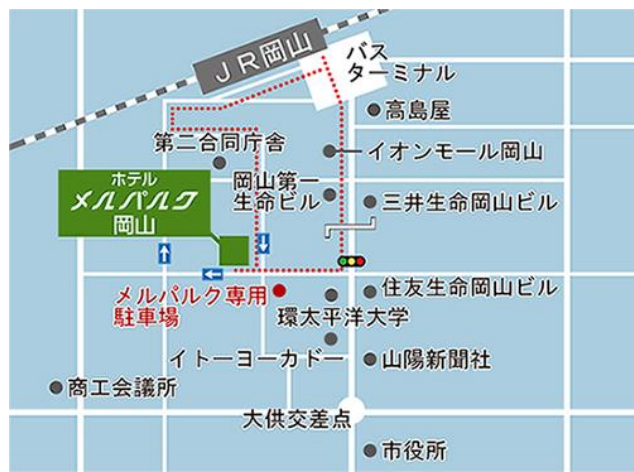 JR岡山
バス
ターミナル
高島屋
第二合同庁舎
イオンモール岡山
ホテル
メルパルク
岡山
岡山第一
生命ビル
三井生命岡山ビル
メルパルク専用
駐車場
住友生命岡山ビル
環太平洋大学
イトーヨーカドー
山陽新聞社
商工会議所
大供交差点
市役所